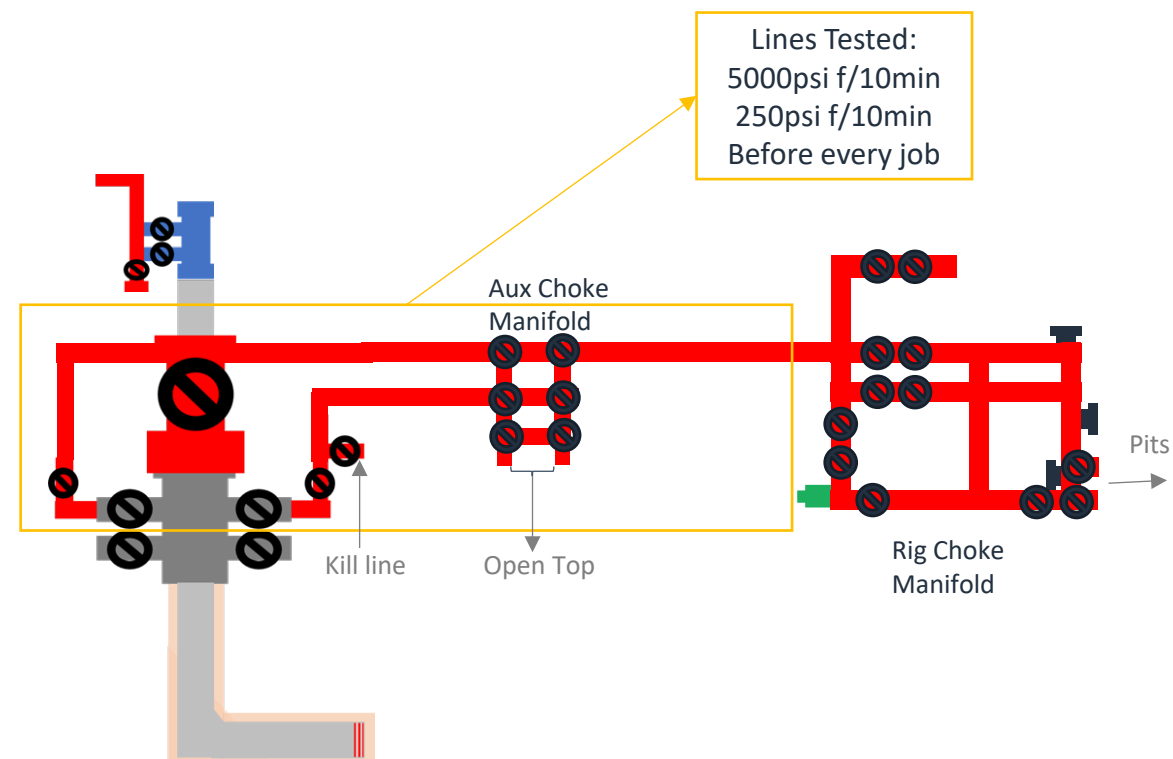 Lines Tested:
5000psi f/10min
250psi f/10min
Before every job
Aux Choke
Manifold
Pits
Kill line
Open Top
Rig Choke
Manifold